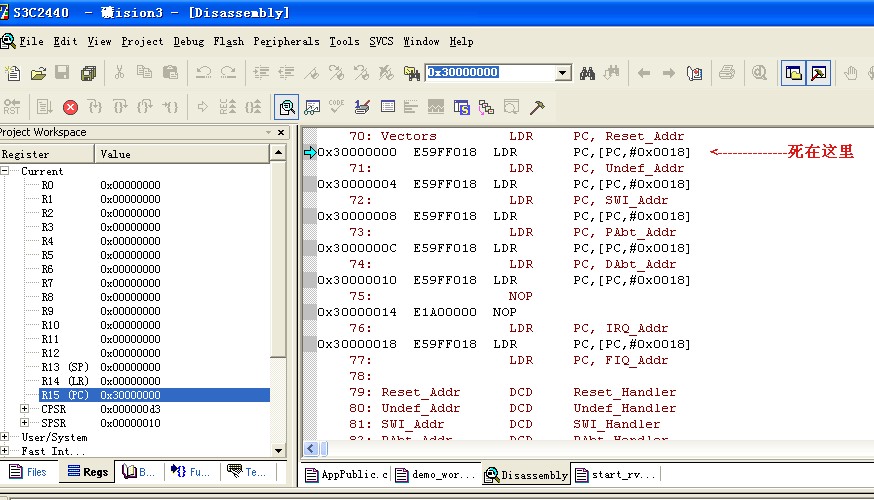 S3C2440 - 礦ision3 - [Disassembly]
File Edit View Project Debug Flash Peripherals Tools SVCS Window Help
0x30000000
RST
CODE
Project Workspace
Register Value
Current
R0 0x00000000
R1 0x00000000
R2 0x00000000
R3 0x00000000
R4 0x00000000
R5 0x00000000
R6 0x00000000
R7 0x00000000
R8 0x00000000
R9 0x00000000
R10 0x00000000
R11 0x00000000
R12 0x00000000
R13 (SP) 0x00000000
R14 (LR) 0x00000000
R15 (PC) 0x30000000
CPSR 0x000000d3
SPSR 0x00000010
User/System
Fast Int...
Files Regs B... Fu... Te...
70: Vectors LDR PC, Reset_Addr
0x30000000 E59FF018 LDR PC,[PC,#0x0018] <-------------死在这里
71: LDR PC, Undef_Addr
0x30000004 E59FF018 LDR PC,[PC,#0x0018]
72: LDR PC, SWI_Addr
0x30000008 E59FF018 LDR PC,[PC,#0x0018]
73: LDR PC, PAbt_Addr
0x3000000C E59FF018 LDR PC,[PC,#0x0018]
74: LDR PC, DAbt_Addr
0x30000010 E59FF018 LDR PC,[PC,#0x0018]
75: NOP
0x30000014 E1A00000 NOP
76: LDR PC, IRQ_Addr
0x30000018 E59FF018 LDR PC,[PC,#0x0018]
77: LDR PC, FIQ_Addr
78:
79: Reset_Addr DCD Reset_Handler
80: Undef_Addr DCD Undef_Handler
81: SWI_Addr DCD SWI_Handler
82: PAbt_Addr DCD PAbt_Handler
AppPublic.c demo_wor... Disassembly start_rv...